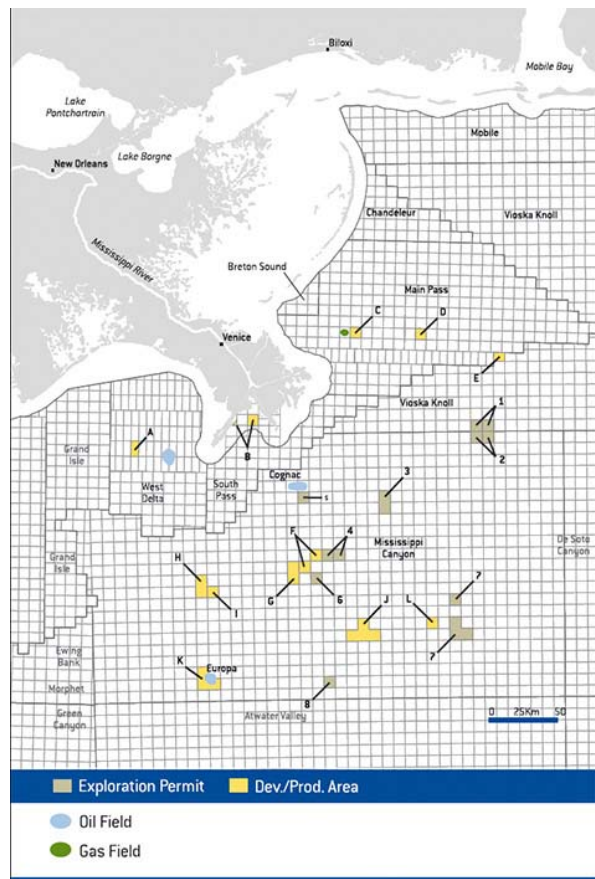 Biloxi
Mobile Bay
Lake
Pontchartrain
Mobile
Lake Borgne
New Orleans
Chandeleur
Vioska Knoll
Mississippi River
Breton Sound
Main Pass
C
D
Venice
E
Vioska Knoll
1
A
Grand
Isle
B
2
Cognac
3
West
Delta
South
Pass
5
F
4
Mississippi
Canyon
De Soto
Canyon
H
Grand
Isle
G
6
7
I
J
L
Ewing
Bank
K
Europa
7
Morphet
8
0 25Km 50
Green
Canyon
Atwater Valley
Exploration Permit
Dev./Prod. Area
Oil Field
Gas Field